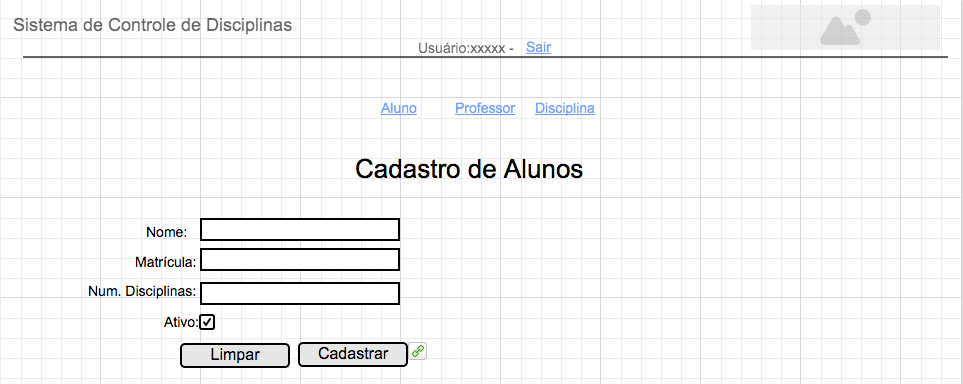 Sistema de Controle de Disciplinas
Usuário:xxxxx - Sair
Aluno Professor Disciplina
Cadastro de Alunos
Nome:
Matrícula:
Num. Disciplinas:
Ativo:
Limpar Cadastrar